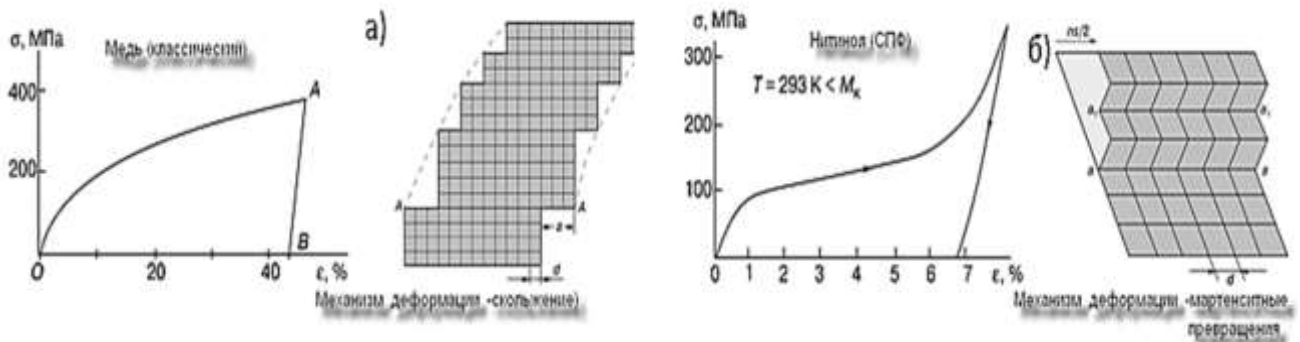 σ, МПа
Медь (классический)
400
200
A
B
O
20
40
ε, %
а)
A
A
s
d
Механизм деформации -скольжение)
σ, МПа
Нитинол (СПФ)
T = 293 K < Mк
300
200
100
0
1
2
3
4
5
6
7
ε, %
б)
d
Механизм деформации -мартенситные
превращения